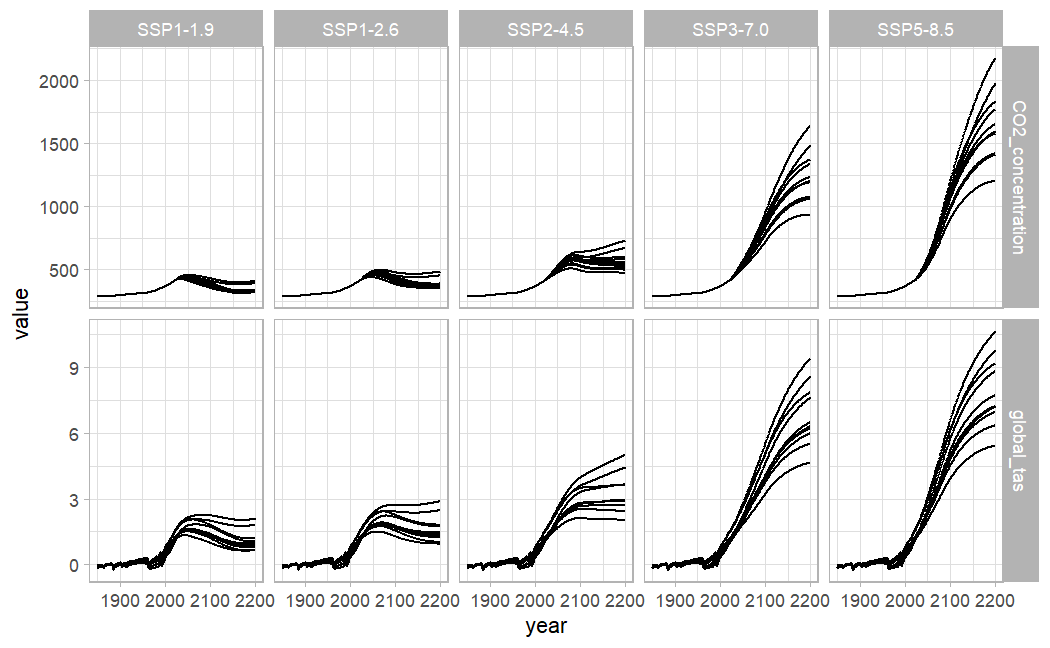 SSP1-1.9 SSP1-2.6 SSP2-4.5 SSP3-7.0 SSP5-8.5
2000
1500
1000
500
CO2_concentration
value
9
6
3
0
global_tas
1900 2000 2100 2200 1900 2000 2100 2200 1900 2000 2100 2200 1900 2000 2100 2200 1900 2000 2100 2200
year